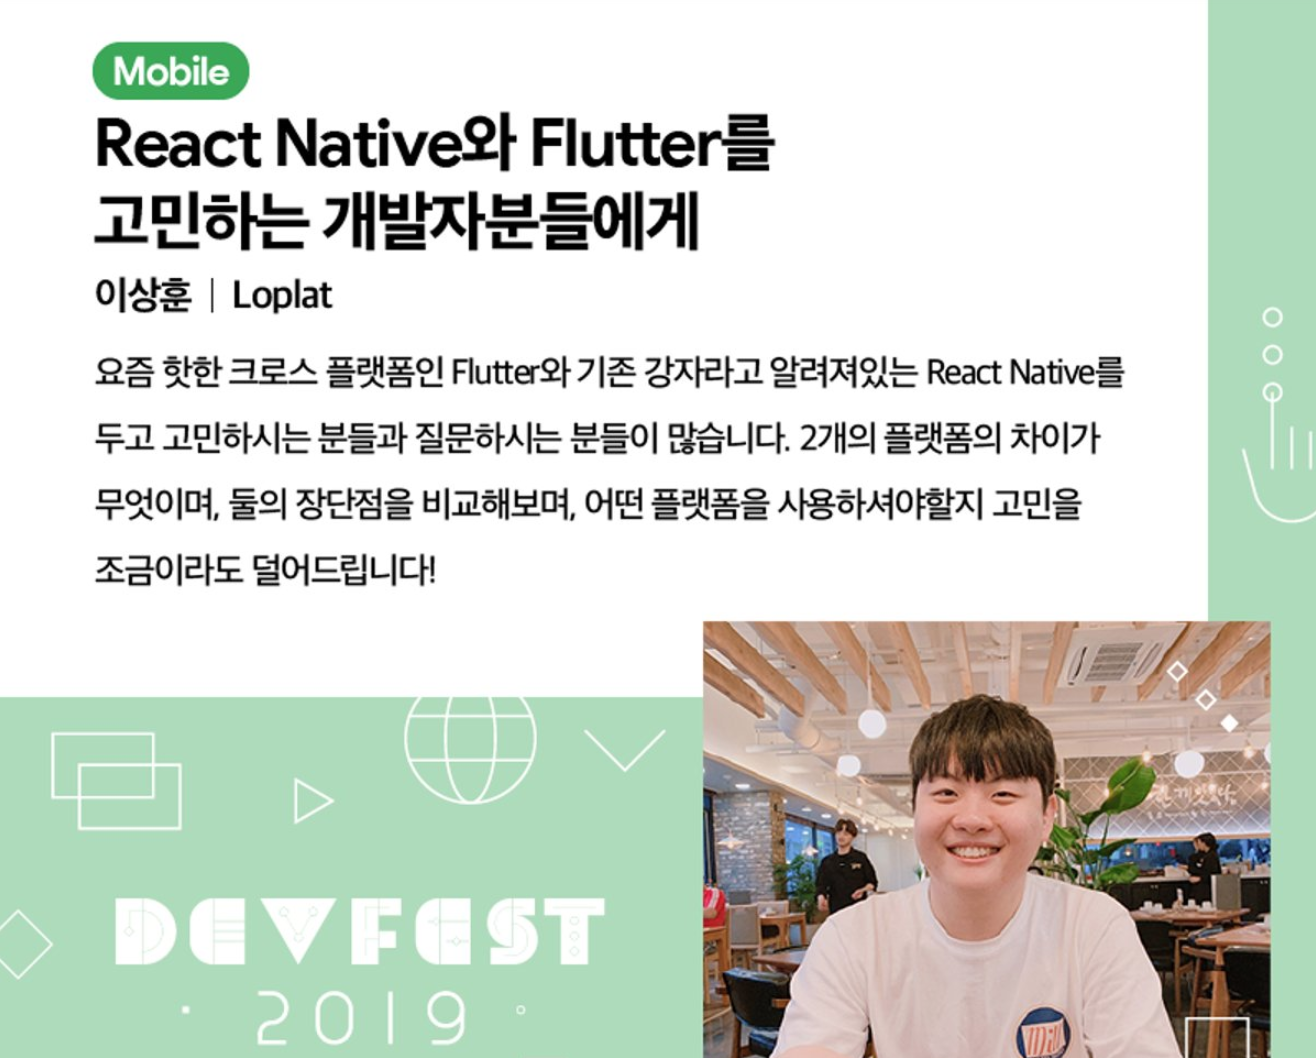 Mobile
React Native와 Flutter를
고민하는 개발자분들에게
이상훈 | Loplat
요즘 핫한 크로스 플랫폼인 Flutter와 기존 강자라고 알려져있는 React Native를
두고 고민하시는 분들과 질문하시는 분들이 많습니다. 2개의 플랫폼의 차이가
무엇이며, 둘의 장단점을 비교해보며, 어떤 플랫폼을 사용하셔야할지 고민을
조금이라도 덜어드립니다!
DEVFEST
2019